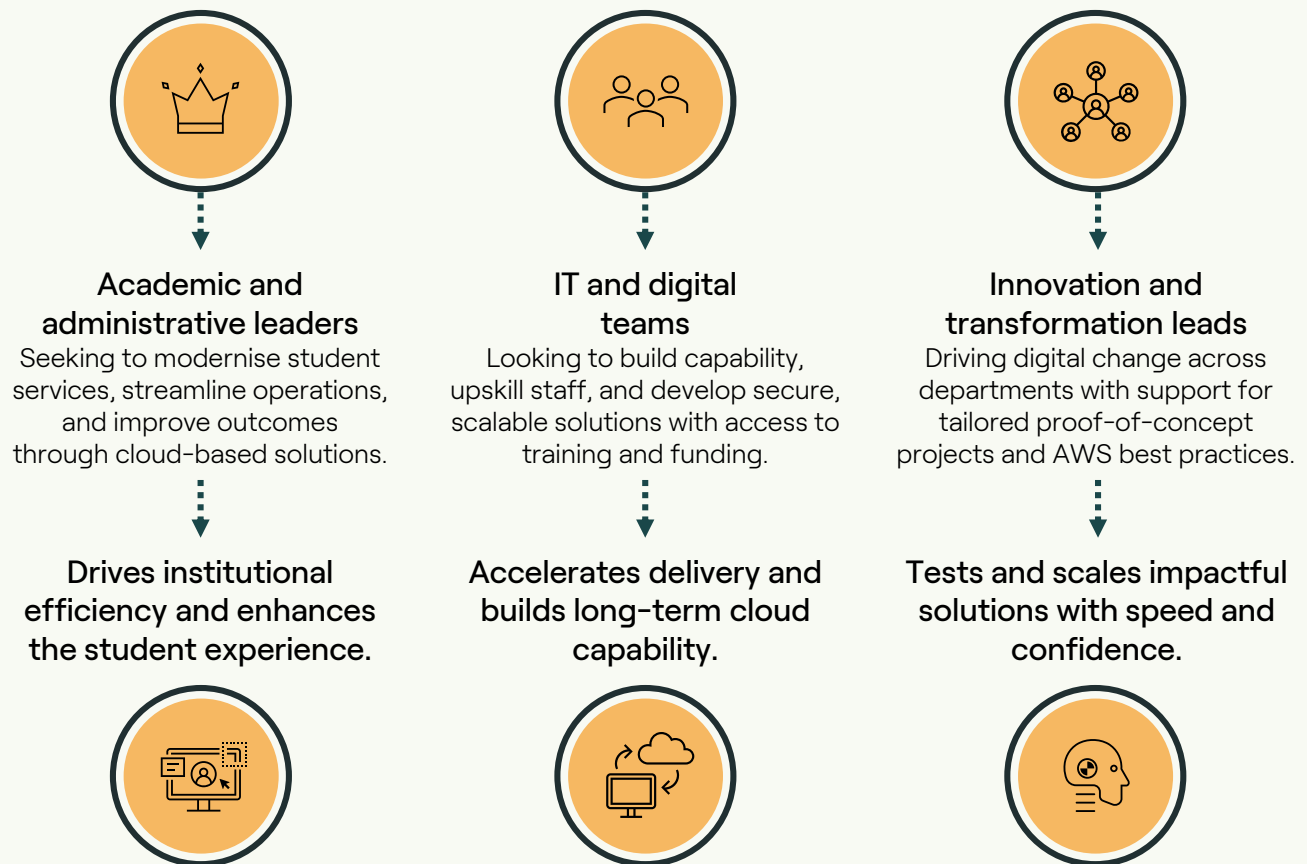 Academic and
administrative leaders
Seeking to modernise student
services, streamline operations,
and improve outcomes
through cloud-based solutions.
Drives institutional
efficiency and enhances
the student experience.
IT and digital
teams
Looking to build capability,
upskill staff, and develop secure,
scalable solutions with access to
training and funding.
Accelerates delivery and
builds long-term cloud
capability.
Innovation and
transformation leads
Driving digital change across
departments with support for
tailored proof-of-concept
projects and AWS best practices.
Tests and scales impactful
solutions with speed and
confidence.